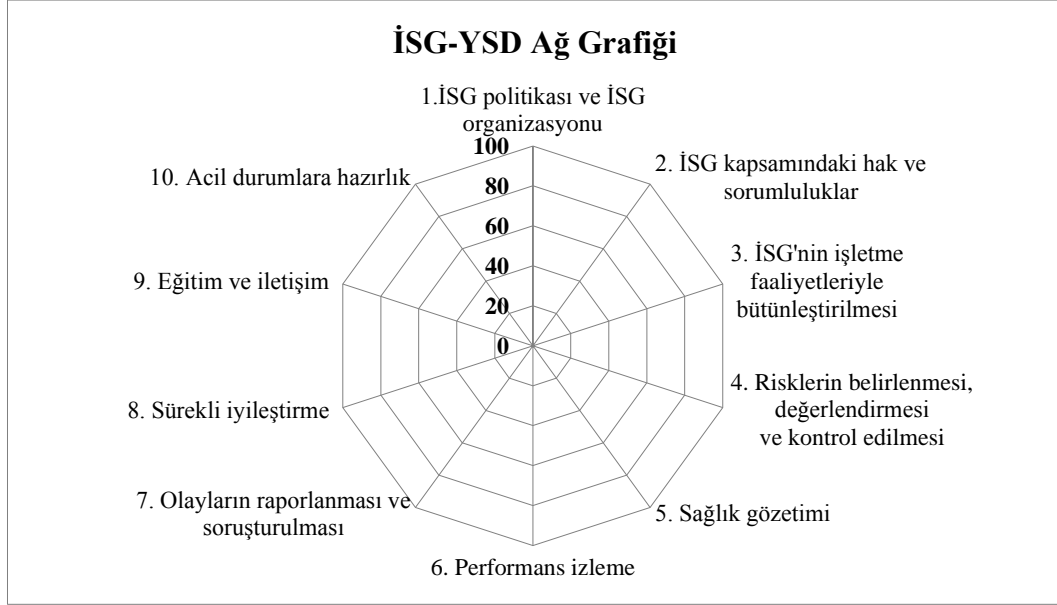 İSG-YSD Ağ Grafiği
1.İSG politikası ve İSG
organizasyonu
2. İSG kapsamındaki hak ve
sorumluluklar
3. İSG'nin işletme
faaliyetleriyle
bütünleştirilmesi
4. Risklerin belirlenmesi,
değerlendirmesi
ve kontrol edilmesi
5. Sağlık gözetimi
6. Performans izleme
7. Olayların raporlanması ve
soruşturulması
8. Sürekli iyileştirme
9. Eğitim ve iletişim
10. Acil durumlara hazırlık
100
80
60
40
20
0